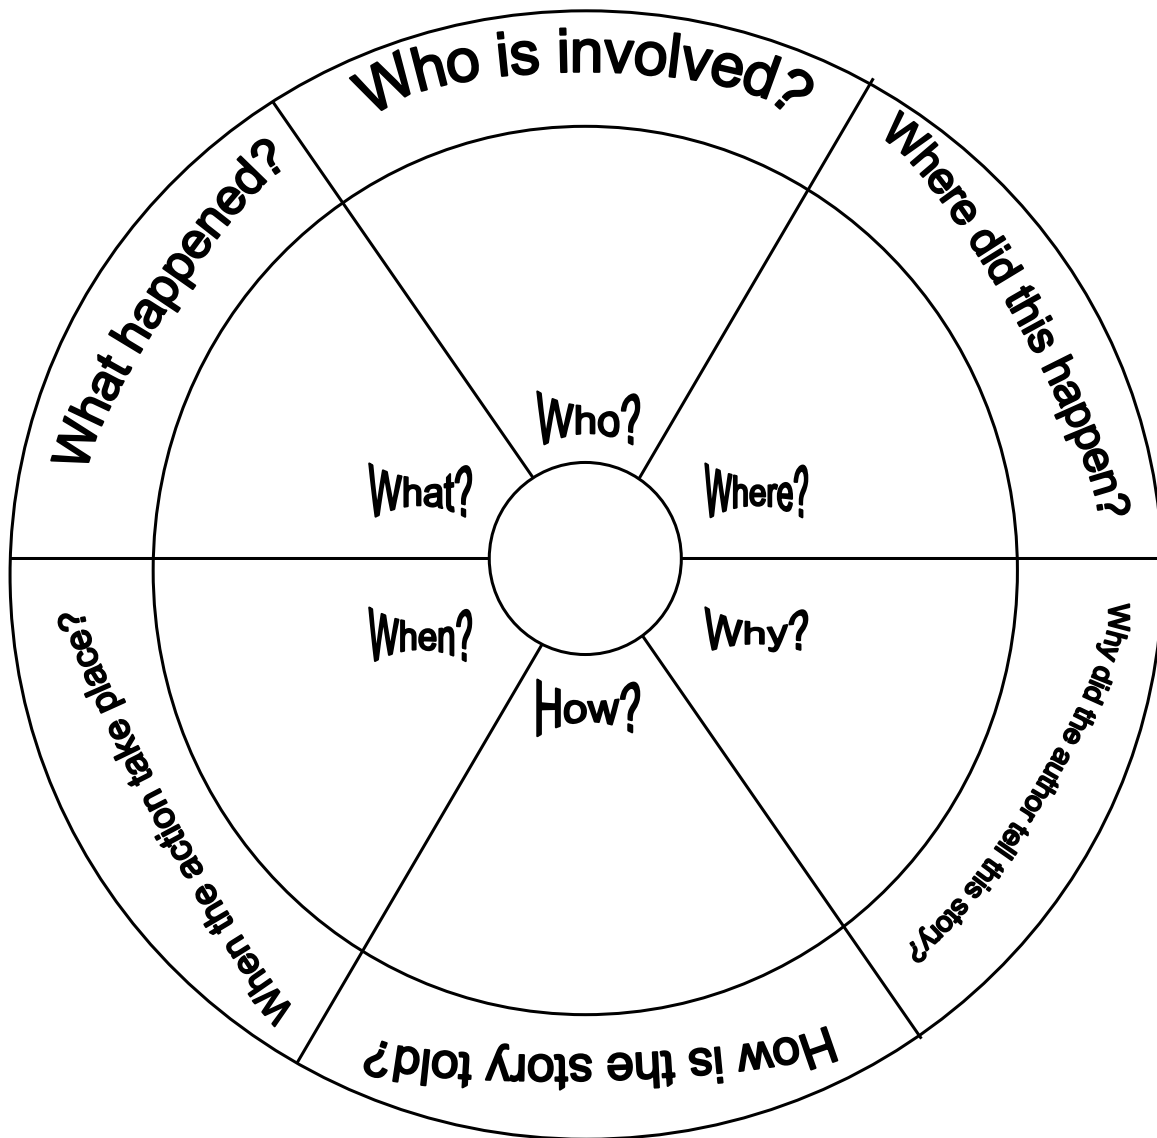 Who is involved?
Where did this happen?
Why did the author tell this story?
How is the story told?
When the action take place?
What happened?
Who?
Where?
Why?
How?
When?
What?